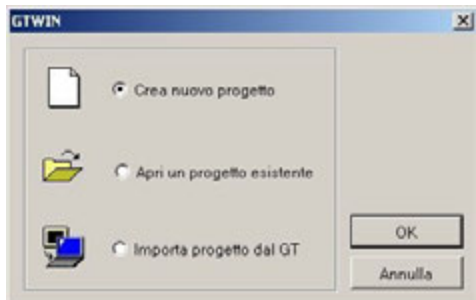 GTWIN
Crea nuovo progetto
Apri un progetto esistente
Importa progetto dal GT
OK
Annulla